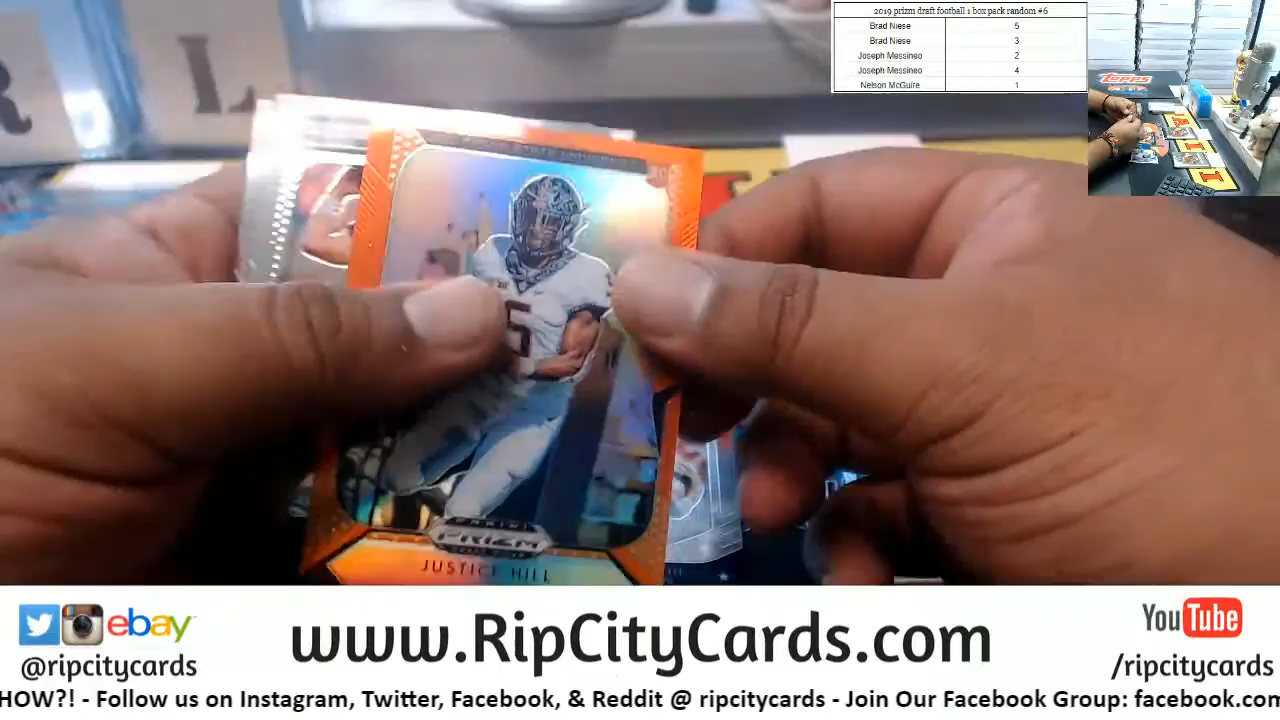 2019 prizm draft football 1 box pack random #6
Brad Niese 5
Brad Niese 3
Joseph Messineo 2
Joseph Messineo 4
Nelson McGuire 1
Topps
PANINI
PRIZM
JUSTICE HILL
ebay
www.RipCityCards.com
YouTube
@ripcitycards
/ripcitycards
HOW?! - Follow us on Instagram, Twitter, Facebook, & Reddit @ ripcitycards - Join Our Facebook Group: facebook.con